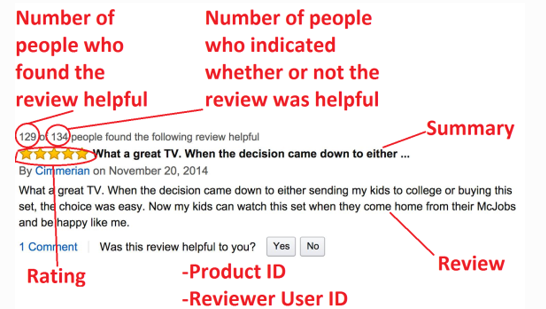 Number of
people who
found the
review helpful
Number of people
who indicated
whether or not the
review was helpful
129 of 134 people found the following review helpful
What a great TV. When the decision came down to either ...
Summary
By Cimmerian on November 20, 2014
What a great TV. When the decision came down to either sending my kids to college or buying this
set, the choice was easy. Now my kids can watch this set when they come home from their McJobs
and be happy like me.
1 Comment Was this review helpful to you? Yes No
Review
Rating
-Product ID
-Reviewer User ID